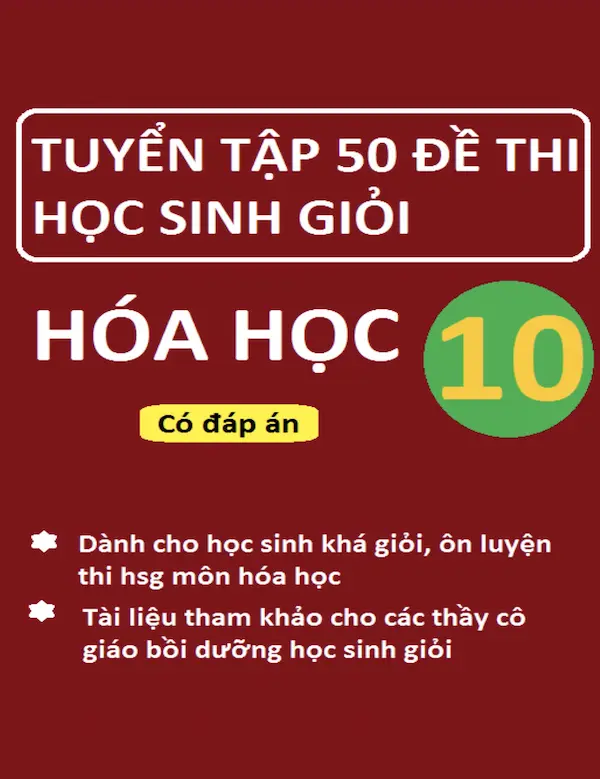 TUYỂN TẬP 50 ĐỀ THI
HỌC SINH GIỎI
HÓA HỌC 10
Có đáp án
Dành cho học sinh khá giỏi, ôn luyện
thi hsg môn hóa học
Tài liệu tham khảo cho các thầy cô
giáo bồi dưỡng học sinh giỏi